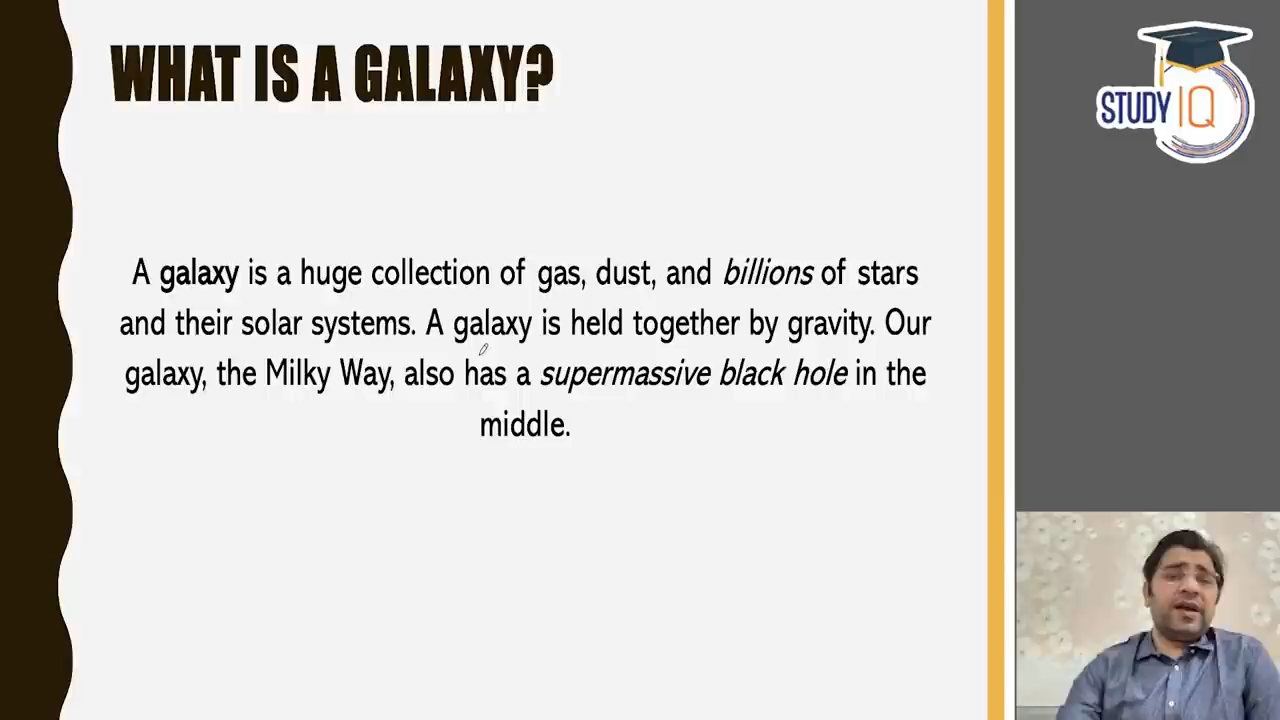 WHAT IS A GALAXY?
STUDY IQ
A galaxy is a huge collection of gas, dust, and billions of stars
and their solar systems. A galaxy is held together by gravity. Our
galaxy, the Milky Way, also has a supermassive black hole in the
middle.